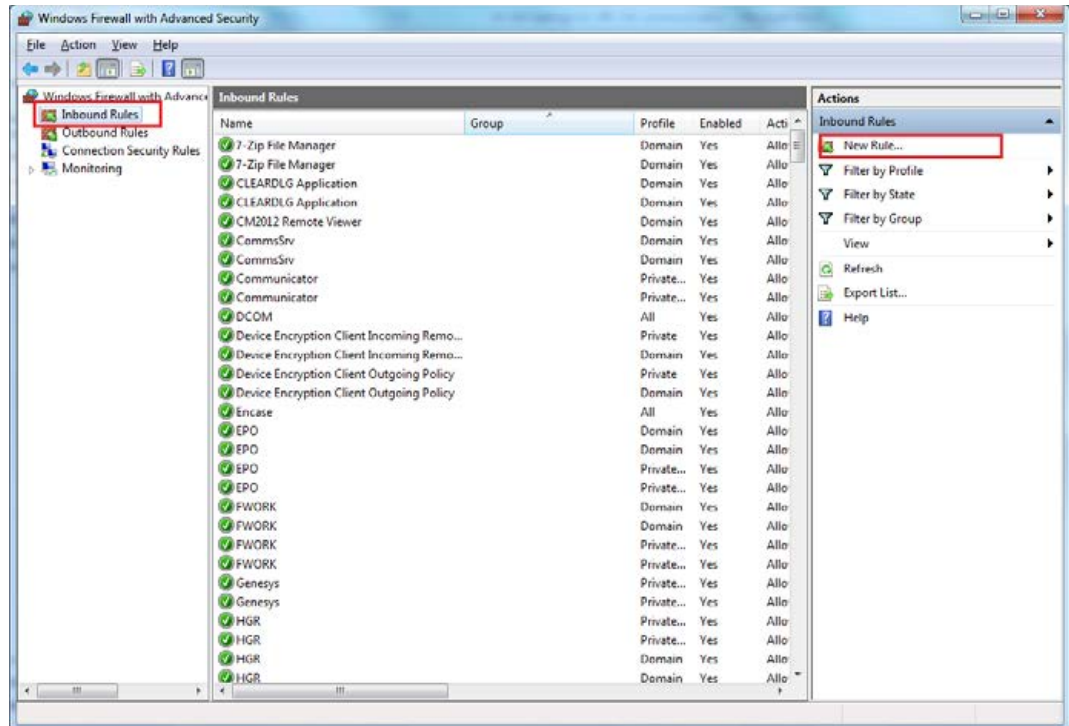 Windows Firewall with Advanced Security
File Action View Help
Windows Firewall with Advance
Inbound Rules
Outbound Rules
Connection Security Rules
Monitoring
Inbound Rules
Name Group Profile Enabled Acti
7-Zip File Manager Domain Yes Allo
7-Zip File Manager Domain Yes Allo
CLEARDLG Application Domain Yes Allo
CLEARDLG Application Domain Yes Allo
CM2012 Remote Viewer Domain Yes Allo
CommsSrv Domain Yes Allo
CommsSrv Domain Yes Allo
Communicator Private... Yes Allo
Communicator Private... Yes Allo
DCOM All Yes Allo
Device Encryption Client Incoming Remo... Private Yes Allo
Device Encryption Client Incoming Remo... Domain Yes Allo
Device Encryption Client Outgoing Policy Private Yes Allo
Device Encryption Client Outgoing Policy Domain Yes Allo
Encase All Yes Allo
EPO Domain Yes Allo
EPO Domain Yes Allo
EPO Private... Yes Allo
EPO Private... Yes Allo
FWORK Domain Yes Allo
FWORK Domain Yes Allo
FWORK Private... Yes Allo
FWORK Private... Yes Allo
Genesys Private... Yes Allo
Genesys Private... Yes Allo
HGR Private... Yes Allo
HGR Private... Yes Allo
HGR Domain Yes Allo
HGR Domain Yes Allo
Actions
Inbound Rules
New Rule...
Filter by Profile
Filter by State
Filter by Group
View
Refresh
Export List...
Help